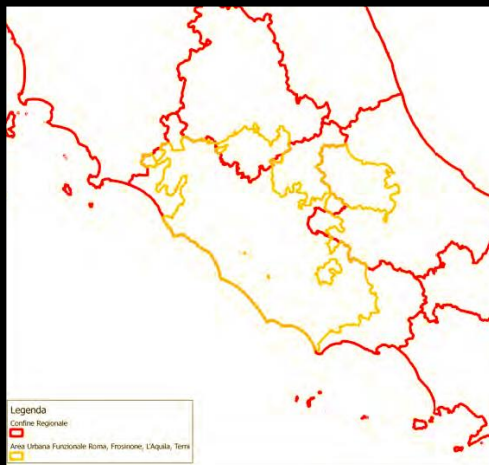 Legenda
Confine Regionale
Area Urbana Funzionale Roma, Frosinone, L'Aquila, Terni